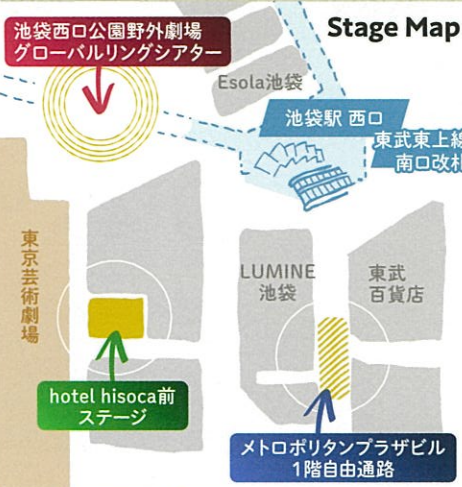 Stage Map
池袋西口公園野外劇場
グローバルリングシアター
Esola池袋
池袋駅 西口
東武東上線
南口改札
東京芸術劇場
LUMINE
池袋
東武
百貨店
hotel hisoca前
ステージ
メトロポリタンプラザビル
1階自由通路